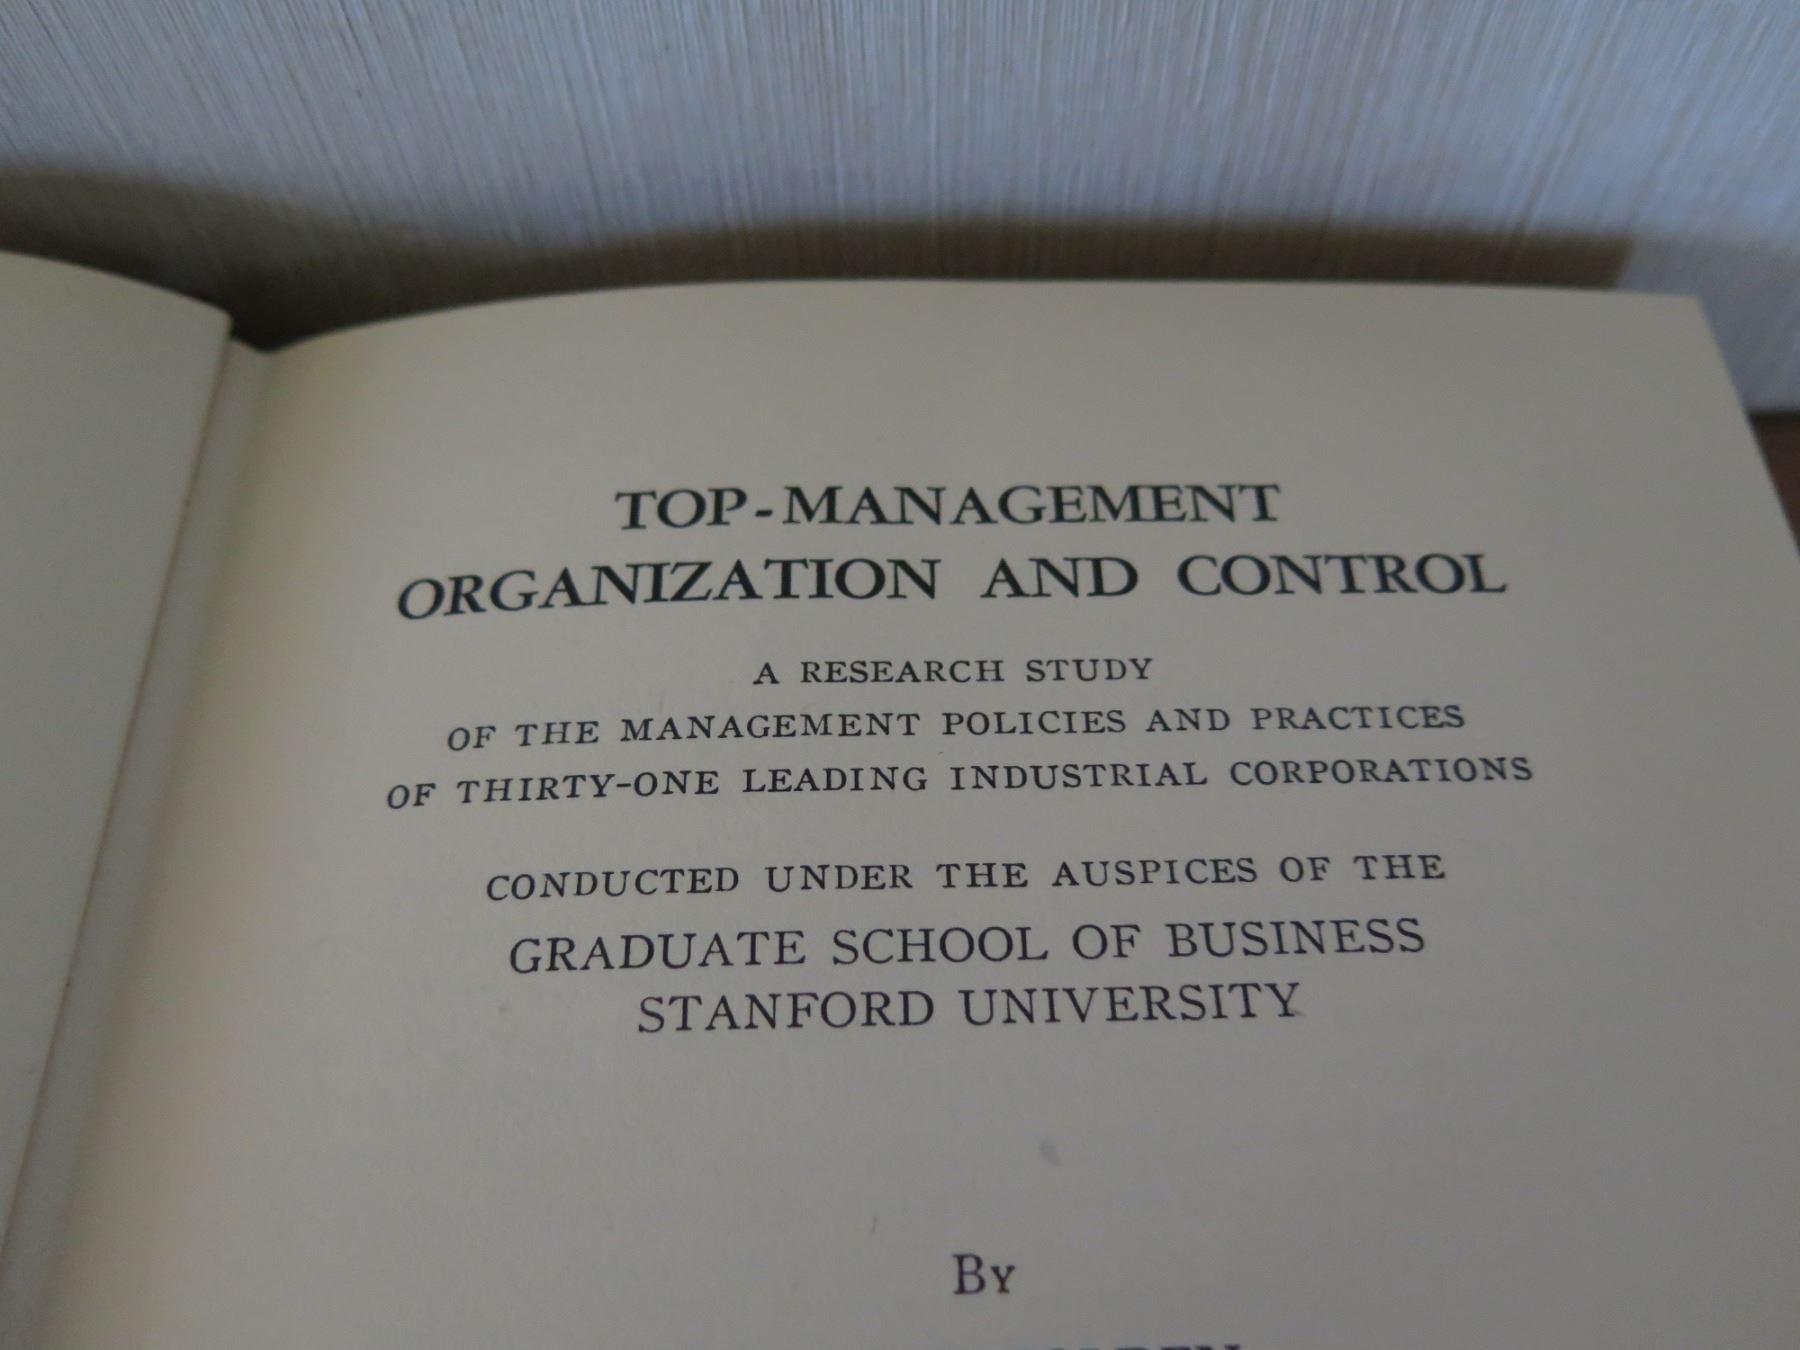 TOP-MANAGEMENT
ORGANIZATION AND CONTROL
A RESEARCH STUDY
OF THE MANAGEMENT POLICIES AND PRACTICES
OF THIRTY-ONE LEADING INDUSTRIAL CORPORATIONS
CONDUCTED UNDER THE AUSPICES OF THE
GRADUATE SCHOOL OF BUSINESS
STANFORD UNIVERSITY
BY